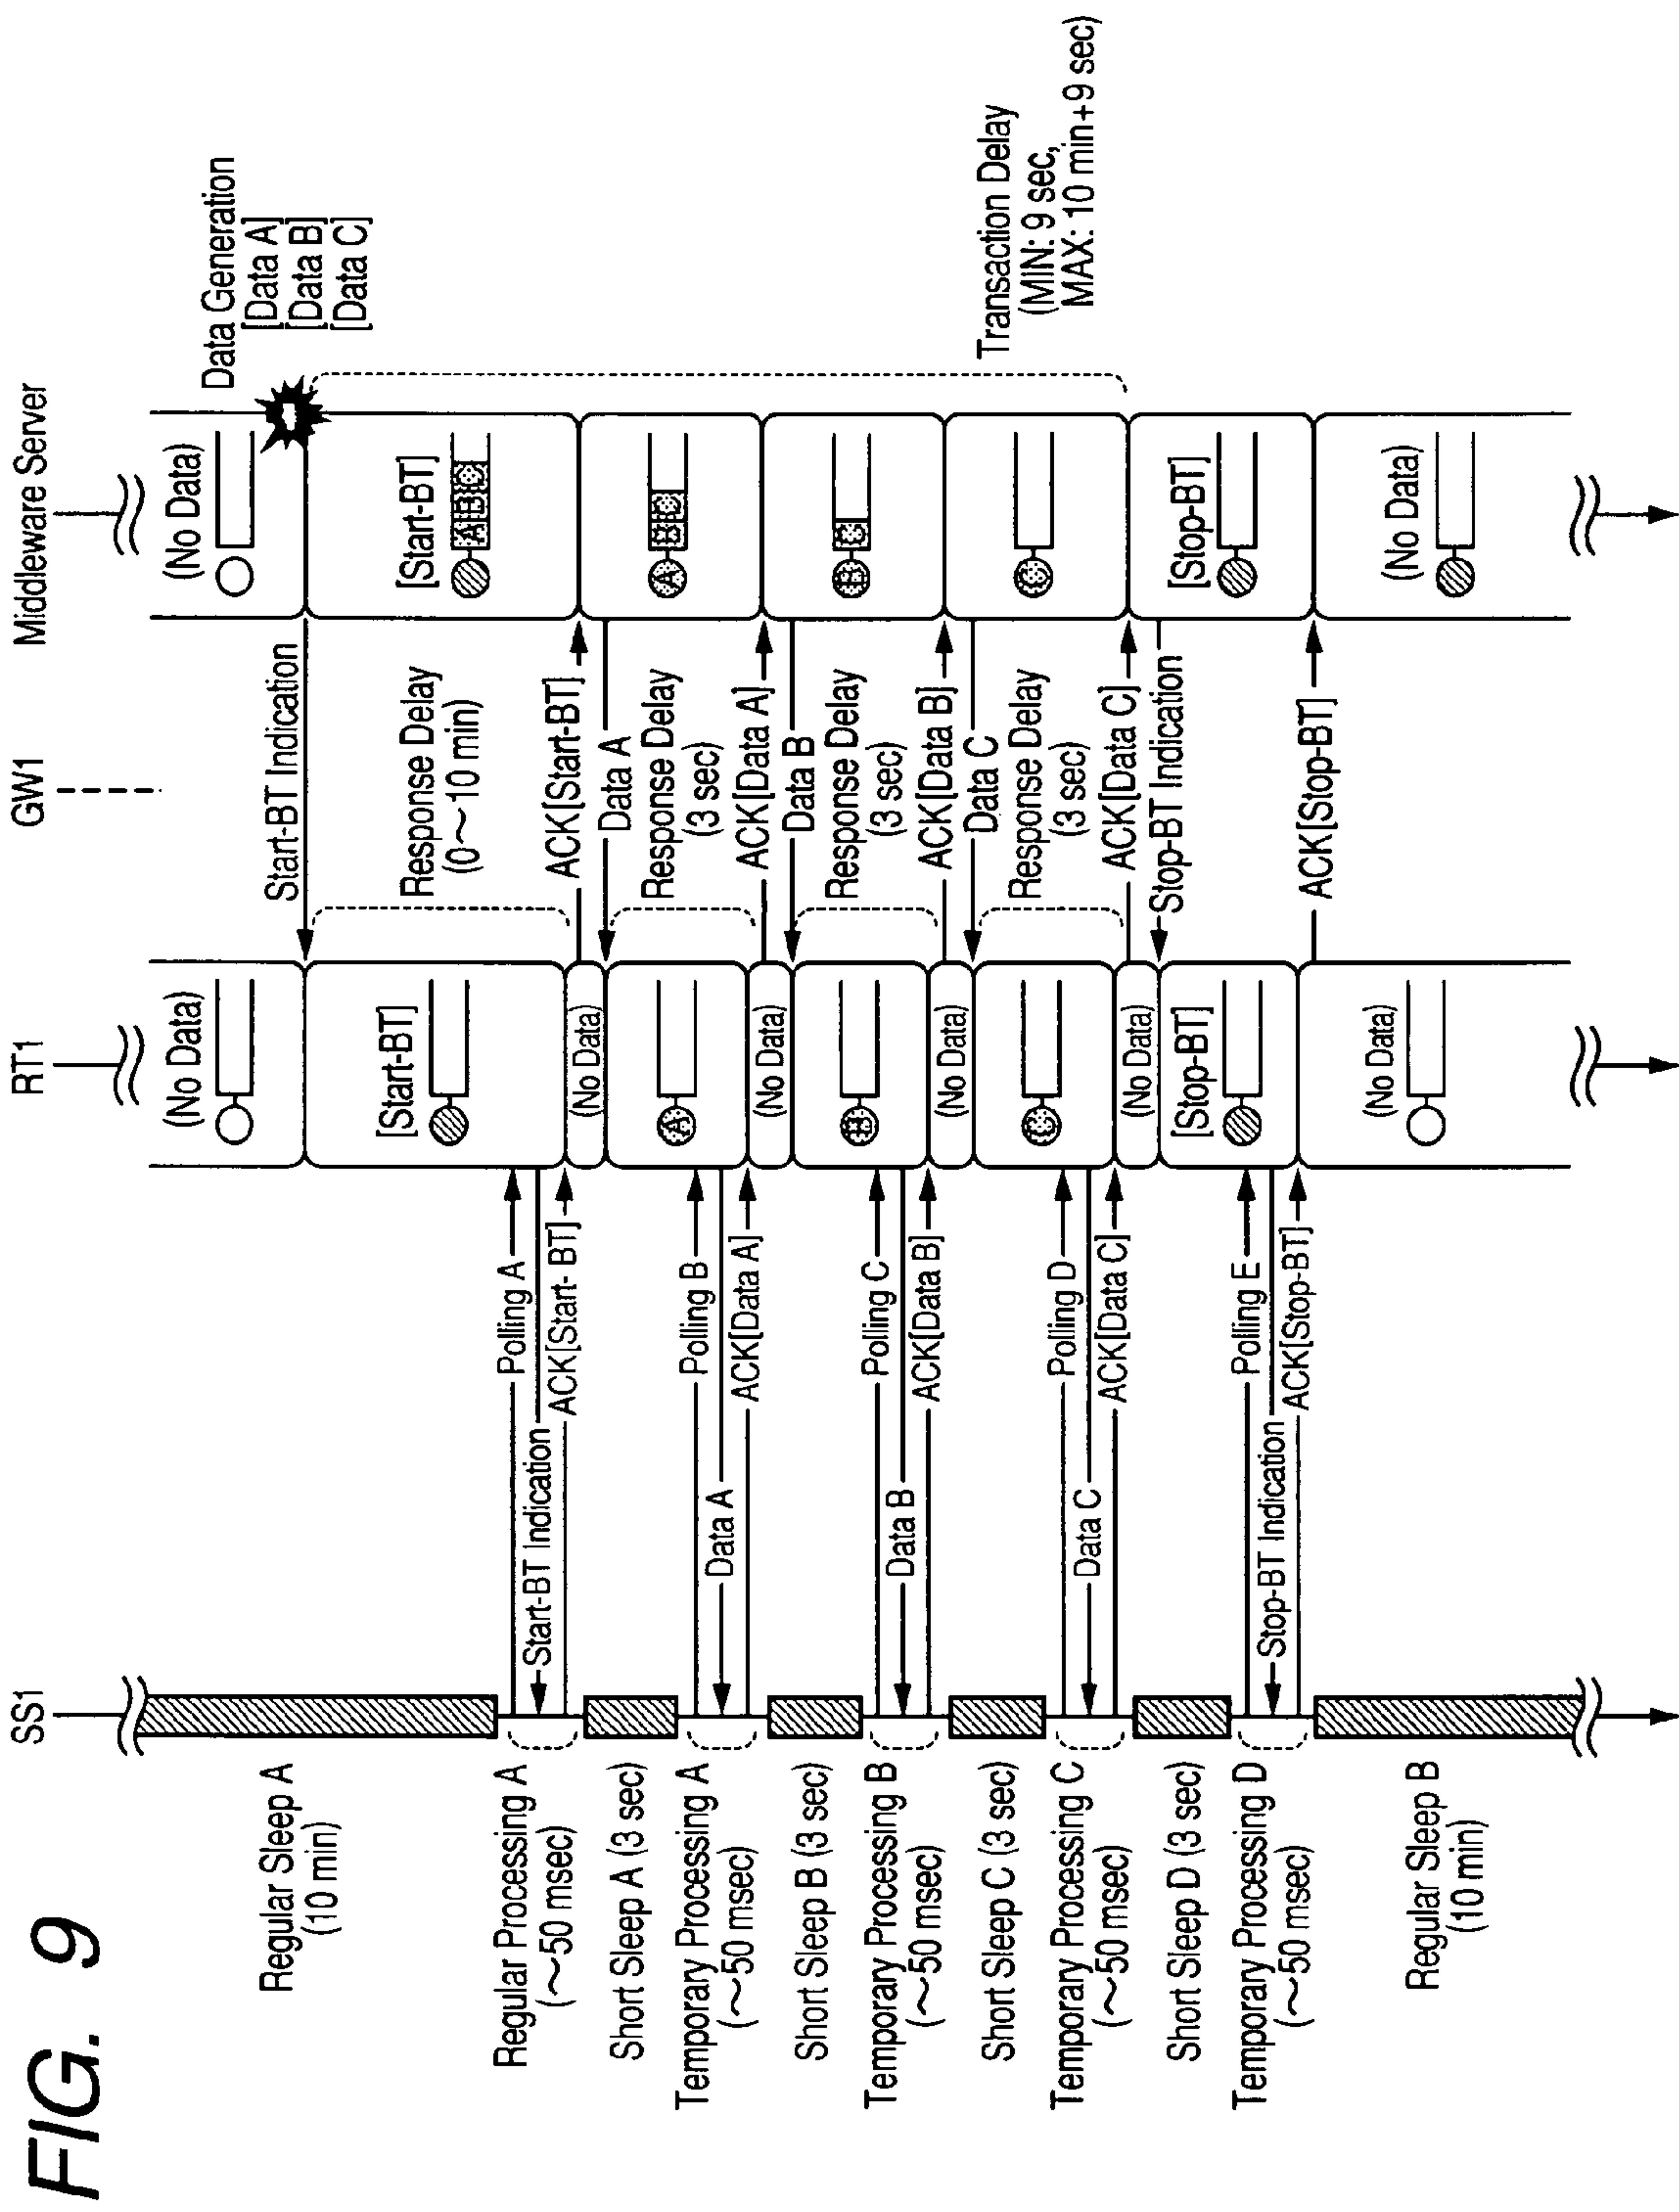 FIG. 9
SS1
RT1
GW1
Middleware Server
Regular Sleep A
(10 min)
Regular Processing A
(~50 msec)
Short Sleep A (3 sec)
Temporary Processing A
(~50 msec)
Short Sleep B (3 sec)
Temporary Processing B
(~50 msec)
Short Sleep C (3 sec)
Temporary Processing C
(~50 msec)
Short Sleep D (3 sec)
Temporary Processing D
(~50 msec)
Regular Sleep B
(10 min)
Polling A
Start-BT Indication
ACK[Start- BT]
Polling B
Data A
ACK[Data A]
Polling C
Data B
ACK[Data B]
Polling D
Data C
ACK[Data C]
Polling E
Stop-BT Indication
ACK[Stop-BT]
(No Data)
[Start-BT]
(No Data)
A
(No Data)
B
(No Data)
C
(No Data)
[Stop-BT]
(No Data)
Start-BT Indication
Response Delay
(0~10 min)
ACK[Start-BT]
Data A
Response Delay
(3 sec)
ACK[Data A]
Data B
Response Delay
(3 sec)
ACK[Data B]
Data C
Response Delay
(3 sec)
ACK[Data C]
Stop-BT Indication
ACK[Stop-BT]
(No Data)
[Start-BT]
A B C
A
B C
B
C
C
[Stop-BT]
(No Data)
Data Generation
[Data A]
[Data B]
[Data C]
Transaction Delay
(MIN: 9 sec,
MAX: 10 min+9 sec)